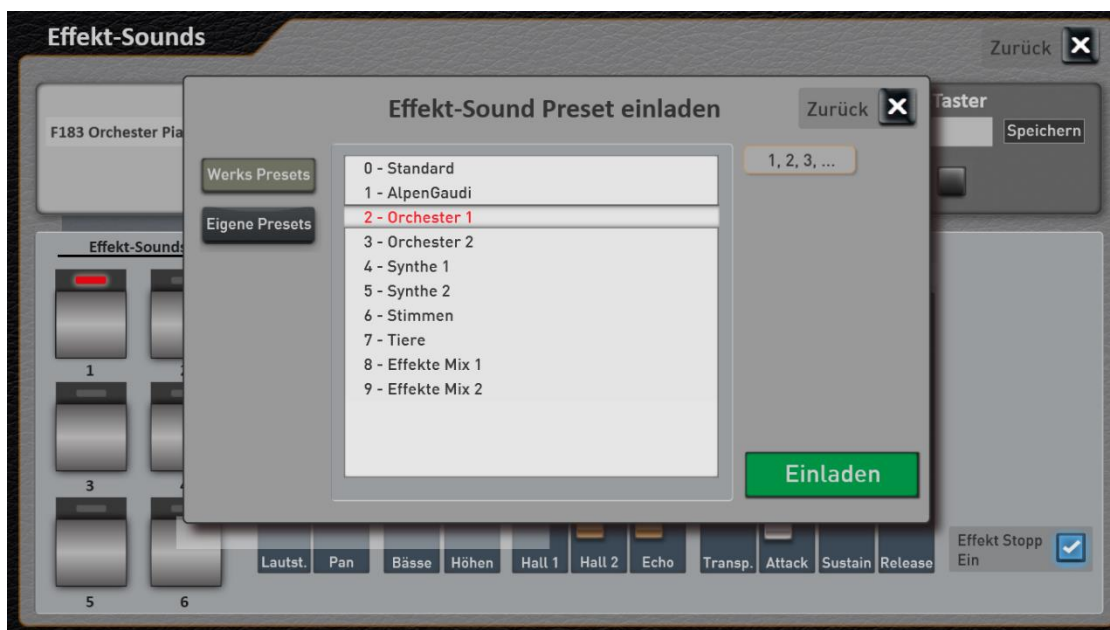 Effekt-Sounds
Zurück
F183 Orchester Pia
Taster
Speichern
Effekt-Sound Preset einladen
Zurück
Werks Presets
Eigene Presets
0 - Standard
1 - AlpenGaudi
2 - Orchester 1
3 - Orchester 2
4 - Synthe 1
5 - Synthe 2
6 - Stimmen
7 - Tiere
8 - Effekte Mix 1
9 - Effekte Mix 2
1, 2, 3, ...
Einladen
Effekt-Sounds
1
3
5
6
Lautst. Pan Bässe Höhen Hall 1 Hall 2 Echo Transp. Attack Sustain Release
Effekt Stopp
Ein